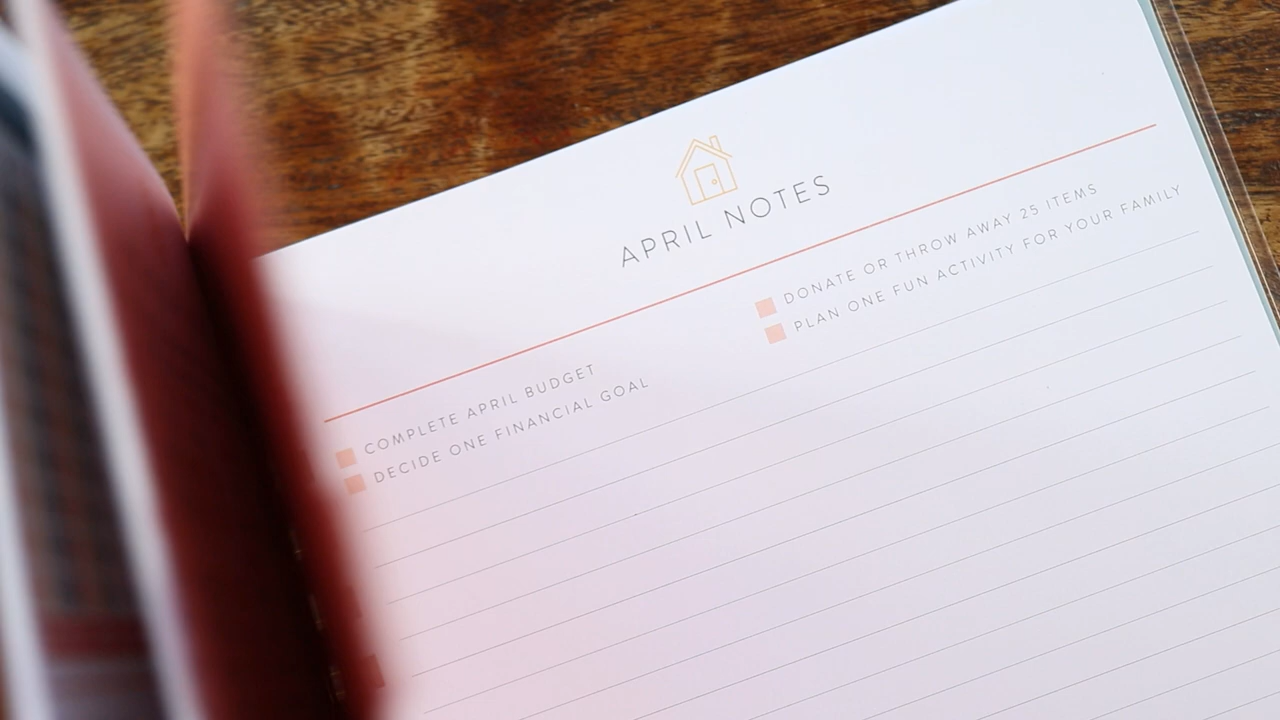 APRIL NOTES
COMPLETE APRIL BUDGET
DECIDE ONE FINANCIAL GOAL
DONATE OR THROW AWAY 25 ITEMS
PLAN ONE FUN ACTIVITY FOR YOUR FAMILY